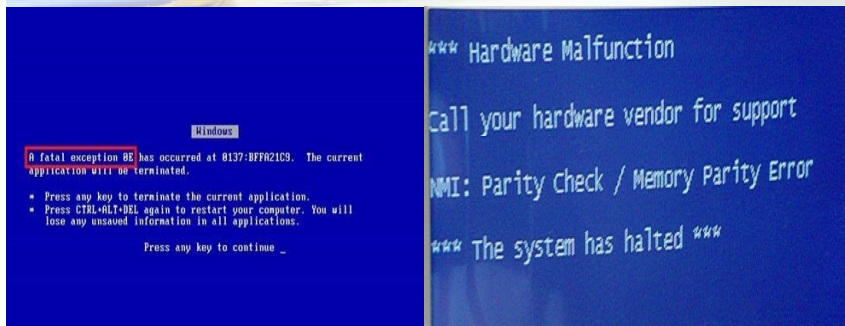 Windows
A fatal exception 0E has occurred at 0137:BFFA21C9. The current
application will be terminated.
* Press any key to terminate the current application.
* Press CTRL+ALT+DEL again to restart your computer. You will
lose any unsaved information in all applications.
Press any key to continue _
*** Hardware Malfunction
Call your hardware vendor for support
NMI: Parity Check / Memory Parity Error
*** The system has halted ***